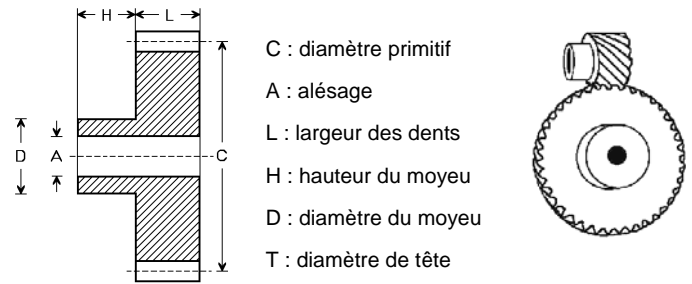 H L
D A C
C : diamètre primitif
A : alésage
L : largeur des dents
H : hauteur du moyeu
D : diamètre du moyeu
T : diamètre de tête